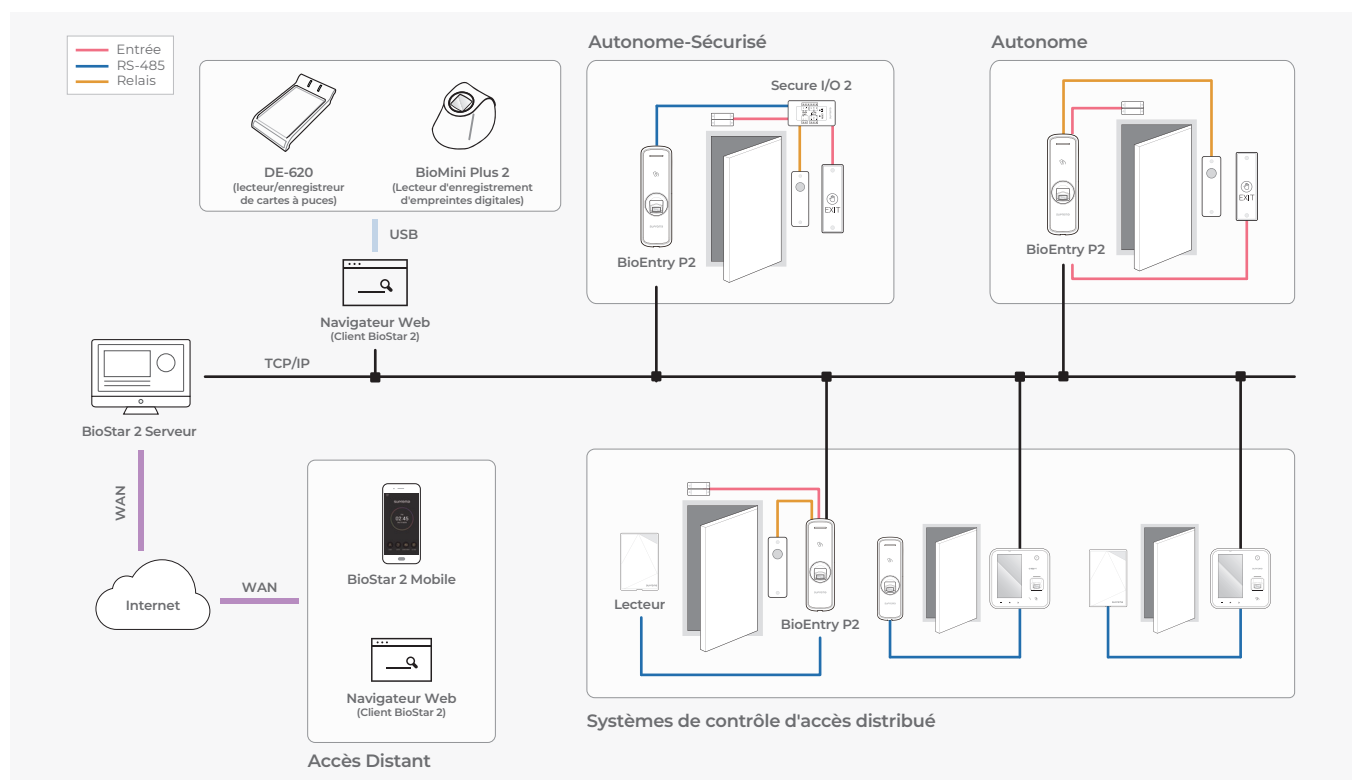 Entrée
RS-485
Relais
DE-620
(lecteur/enregistreur
de cartes à puces)
BioMini Plus 2
(Lecteur d'enregistrement
d'empreintes digitales)
USB
Navigateur Web
(Client BioStar 2)
Autonome-Sécurisé
Secure I/O 2
EXIT
BioEntry P2
Autonome
EXIT
BioEntry P2
TCP/IP
BioStar 2 Serveur
WAN
Internet
WAN
02:45
BioStar 2 Mobile
Navigateur Web
(Client BioStar 2)
Accès Distant
Lecteur
BioEntry P2
Systèmes de contrôle d'accès distribué